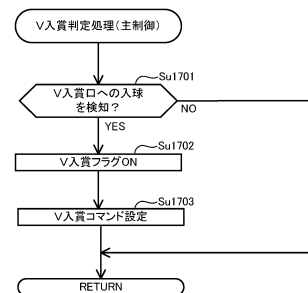 V入賞判定処理(主制御)
Su1701
V入賞口への入球
を検知？
NO
YES
Su1702
V入賞フラグON
Su1703
V入賞コマンド設定
RETURN